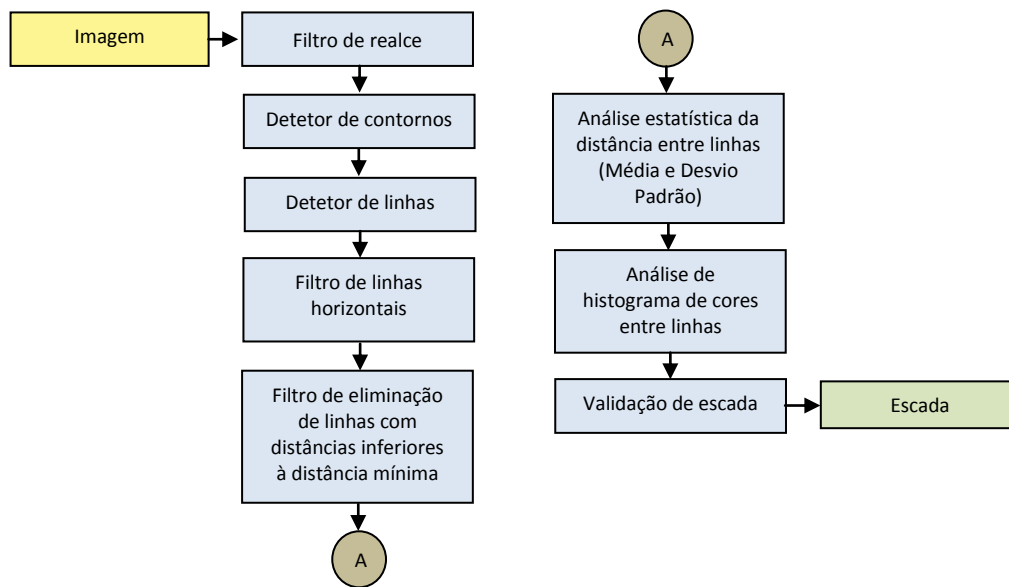 Imagem
Filtro de realce
Detetor de contornos
Detetor de linhas
Filtro de linhas
horizontais
Filtro de eliminação
de linhas com
distâncias inferiores
à distância mínima
A
A
Análise estatística da
distância entre linhas
(Média e Desvio
Padrão)
Análise de
histograma de cores
entre linhas
Validação de escada
Escada